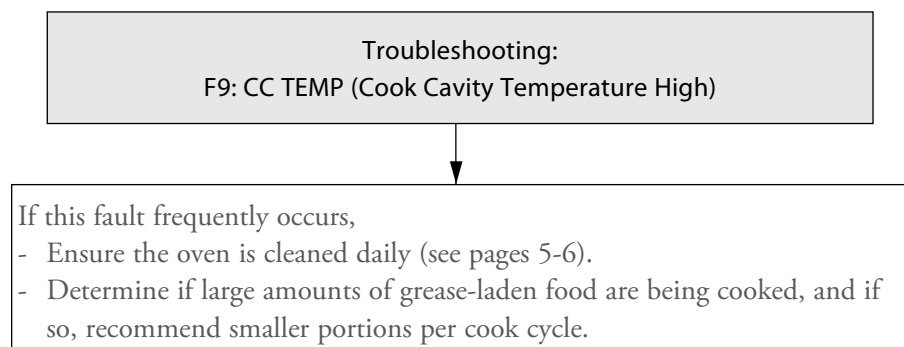 Troubleshooting:
F9: CC TEMP (Cook Cavity Temperature High)
If this fault frequently occurs,
- Ensure the oven is cleaned daily (see pages 5-6).
- Determine if large amounts of grease-laden food are being cooked, and if
so, recommend smaller portions per cook cycle.